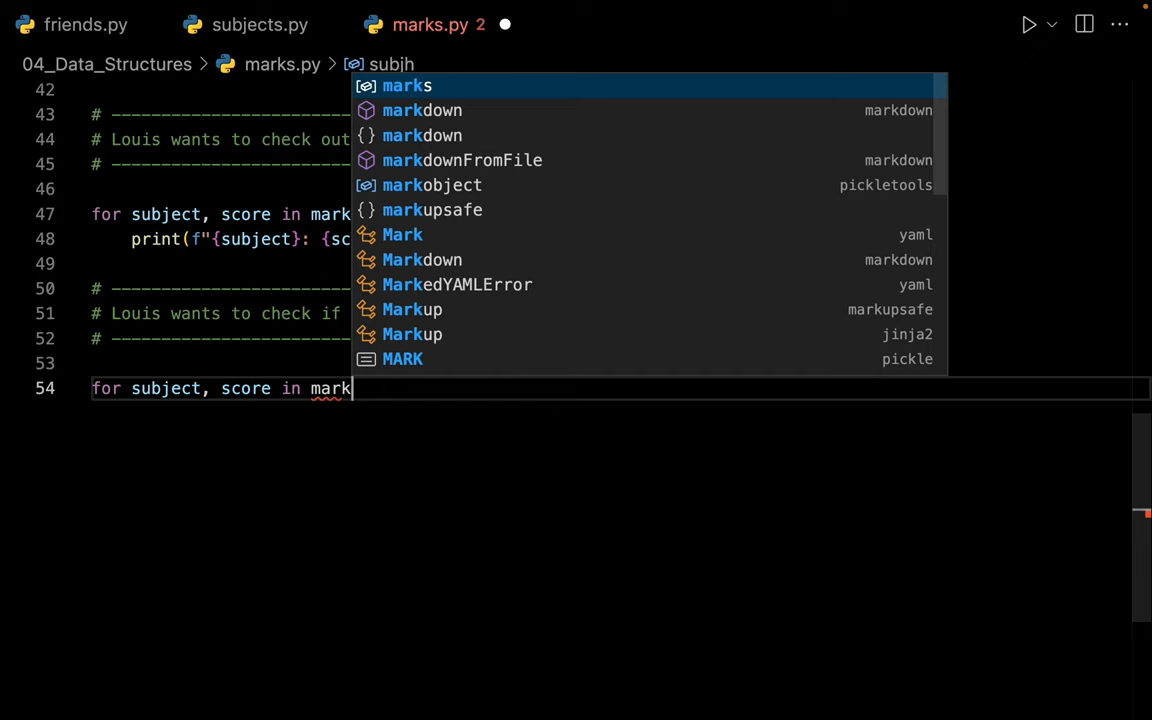 friends.py subjects.py marks.py 2
04_Data_Structures > marks.py > subjh
42
43 # ------------------------
44 # Louis wants to check out
45 # ------------------------
46
47 for subject, score in mark
48 print(f"{subject}: {sc
49
50 # ------------------------
51 # Louis wants to check if
52 # ------------------------
53
54 for subject, score in mark
marks
markdown markdown
markdown
markdownFromFile markdown
markobject pickletools
markupsafe
Mark yaml
Markdown markdown
MarkedYAMLError yaml
Markup markupsafe
Markup jinja2
MARK pickle